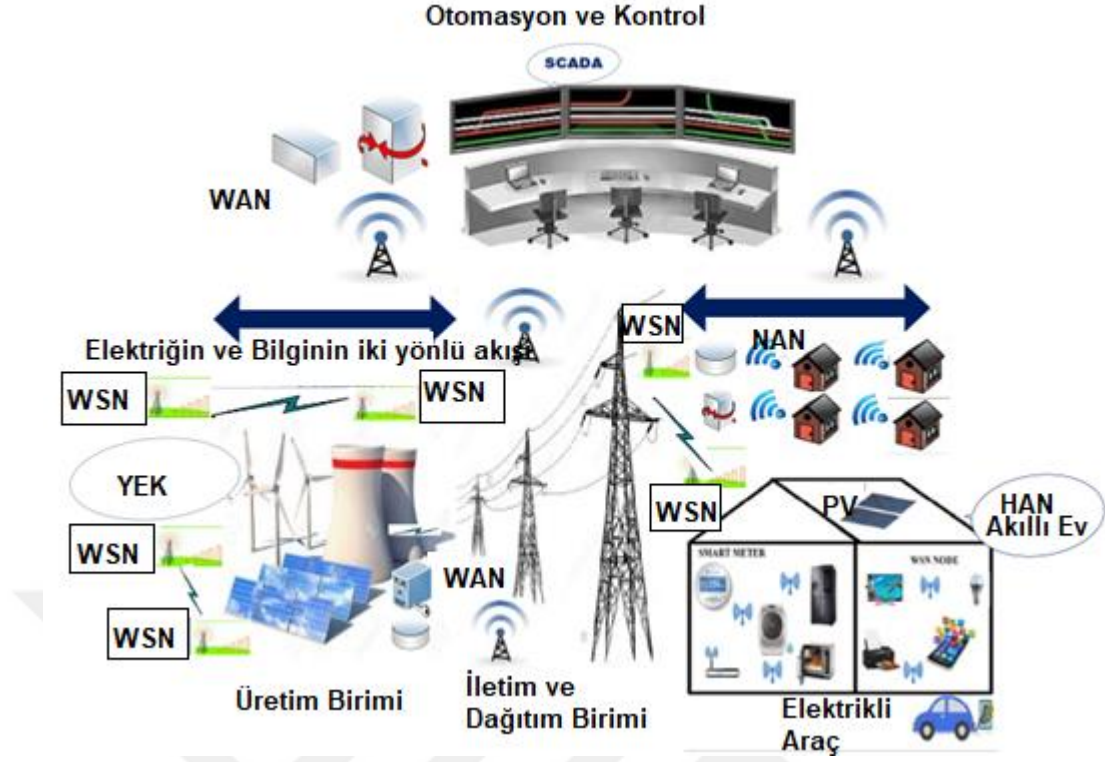 Otomasyon ve Kontrol
SCADA
WAN
WSN
NAN
Elektriğin ve Bilginin iki yönlü akışı
WSN
WSN
YEK
WSN
PV
HAN
Akıllı Ev
WSN
SMART METER
WSN NODE
WAN
WSN
Üretim Birimi
İletim ve
Dağıtım Birimi
Elektrikli
Araç